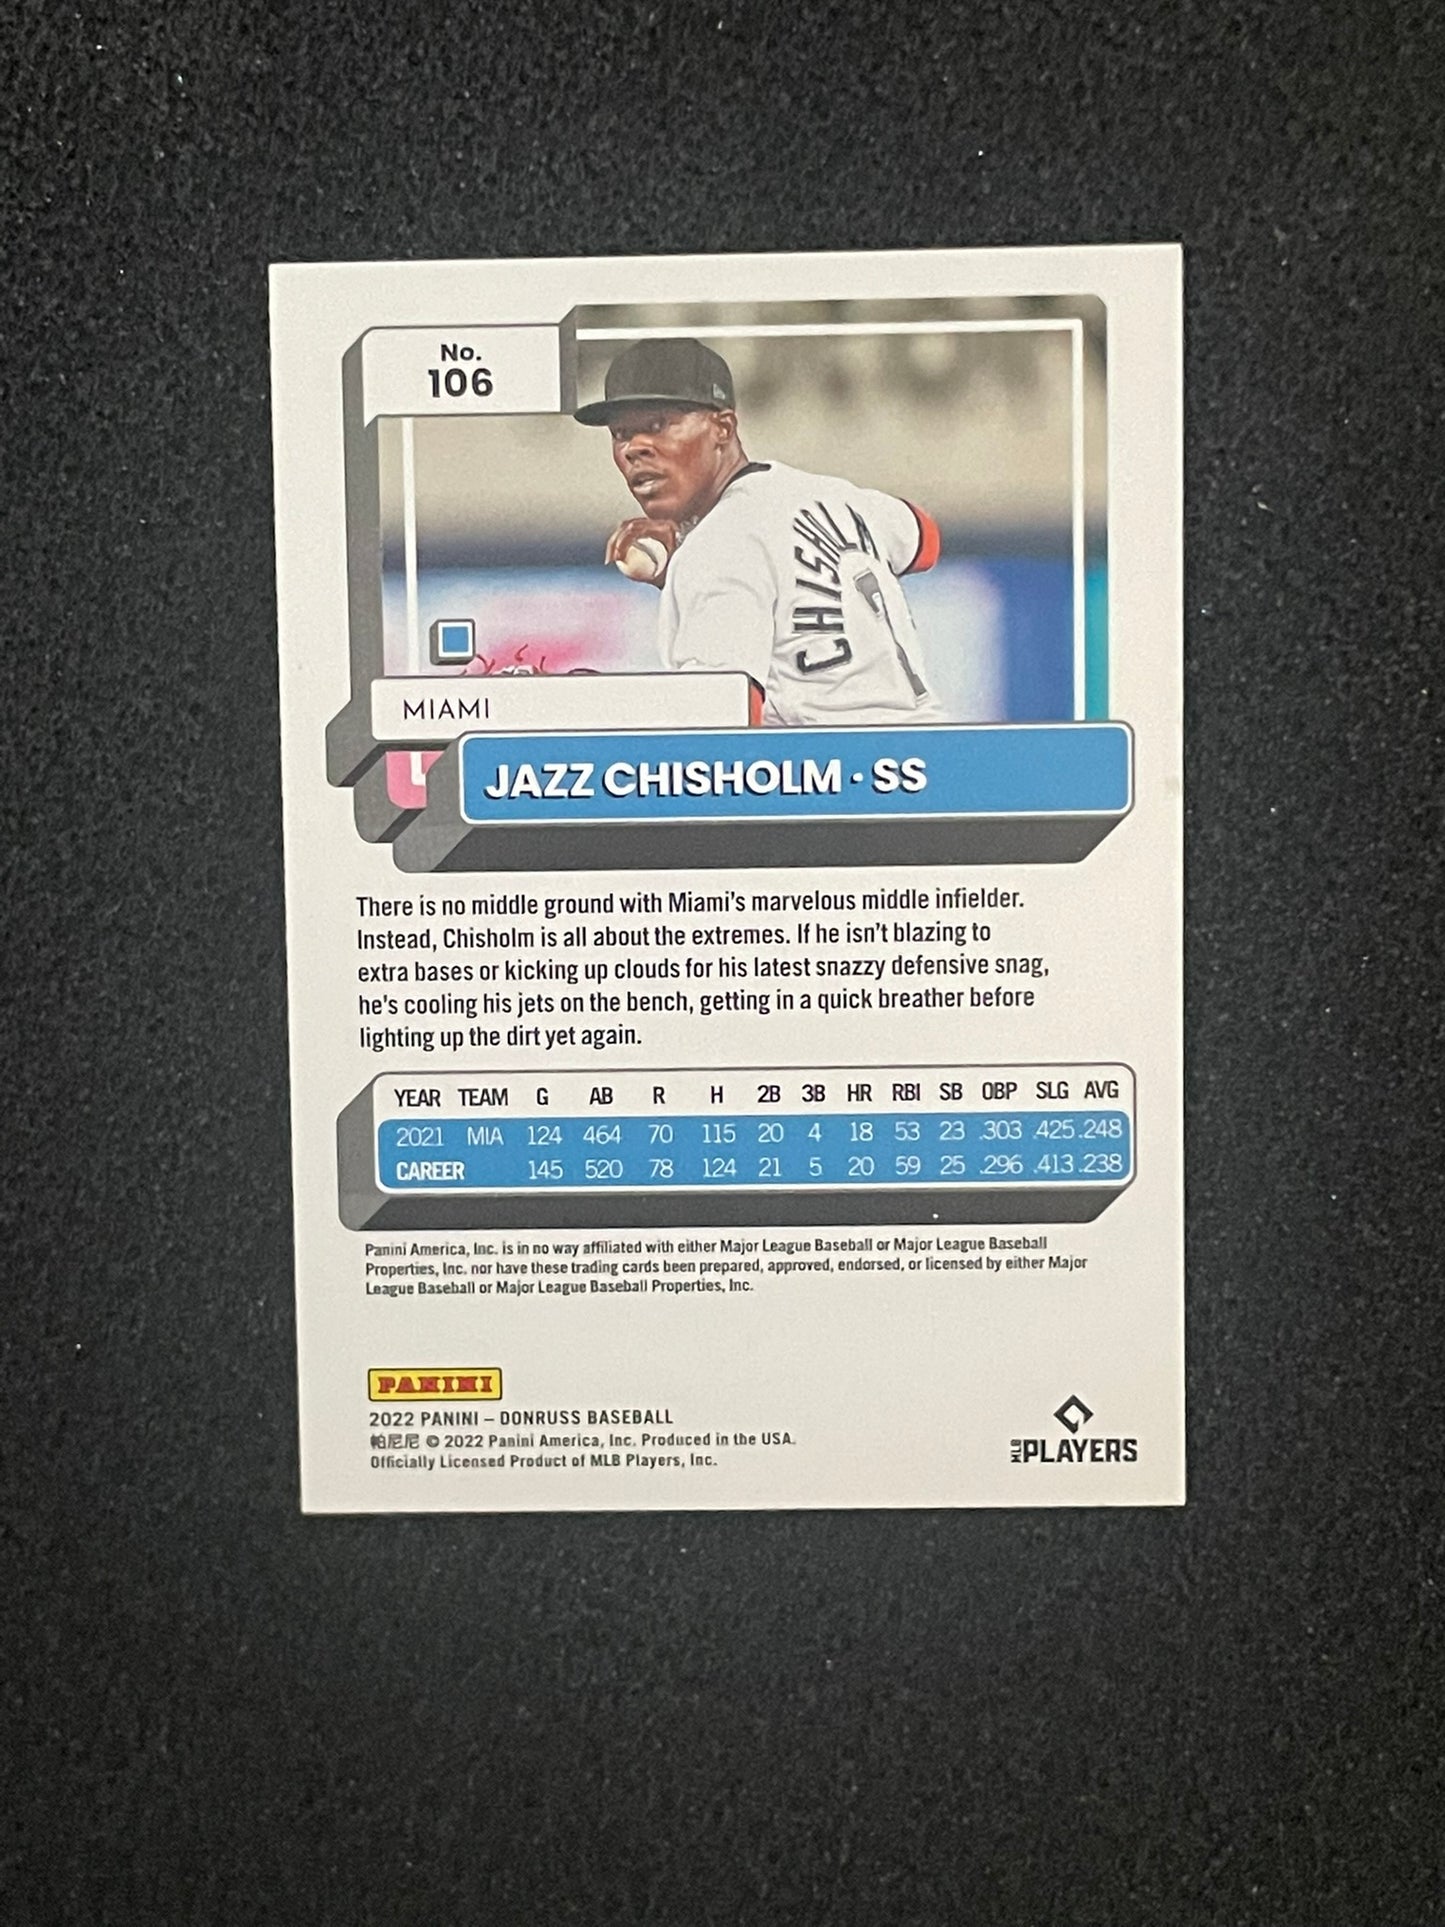 No.
106
CHISHOL
MIAMI
JAZZ CHISHOLM · SS
There is no middle ground with Miami's marvelous middle infielder.
Instead, Chisholm is all about the extremes. If he isn't blazing to
extra bases or kicking up clouds for his latest snazzy defensive snag,
he's cooling his jets on the bench, getting in a quick breather before
lighting up the dirt yet again.
YEAR TEAM G AB R H 2B 3B HR RBI SB OBP SLG AVG
2021 MIA 124 464 70 115 20 4 18 53 23 .303 .425 .248
CAREER 145 520 78 124 21 5 20 59 25 .296 .413 .238
Panini America, Inc. is in no way affiliated with either Major League Baseball or Major League Baseball
Properties, Inc. nor have these trading cards been prepared, approved, endorsed, or licensed by either Major
League Baseball or Major League Baseball Properties, Inc.
PANINI
2022 PANINI – DONRUSS BASEBALL
帕尼尼 © 2022 Panini America, Inc. Produced in the USA.
Officially Licensed Product of MLB Players, Inc.
MLB PLAYERS